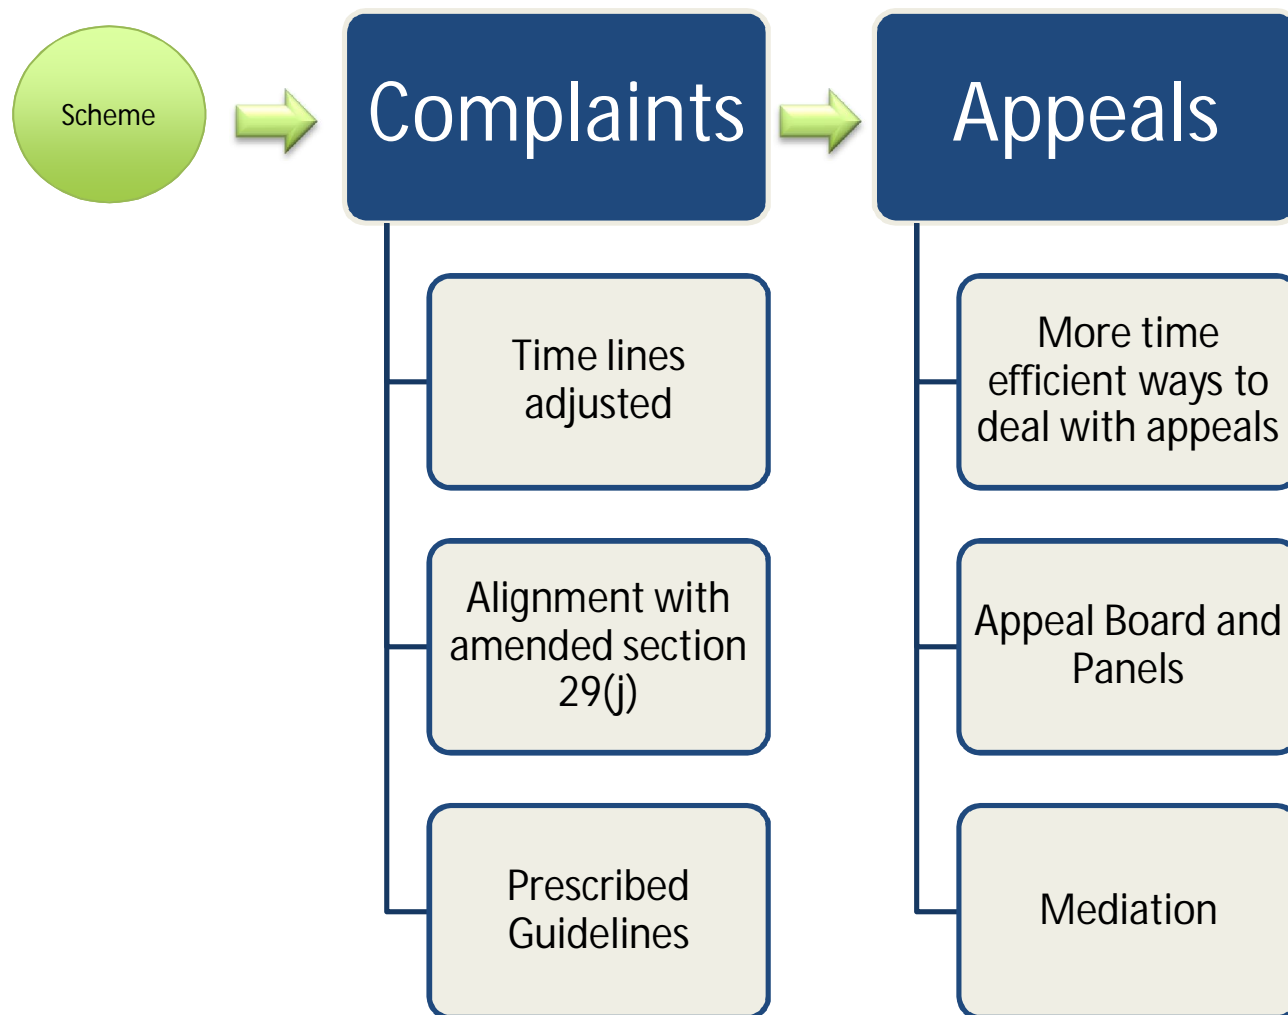 Scheme
Complaints
Time lines
adjusted
Alignment with
amended section
29(j)
Prescribed
Guidelines
Appeals
More time
efficient ways to
deal with appeals
Appeal Board and
Panels
Mediation